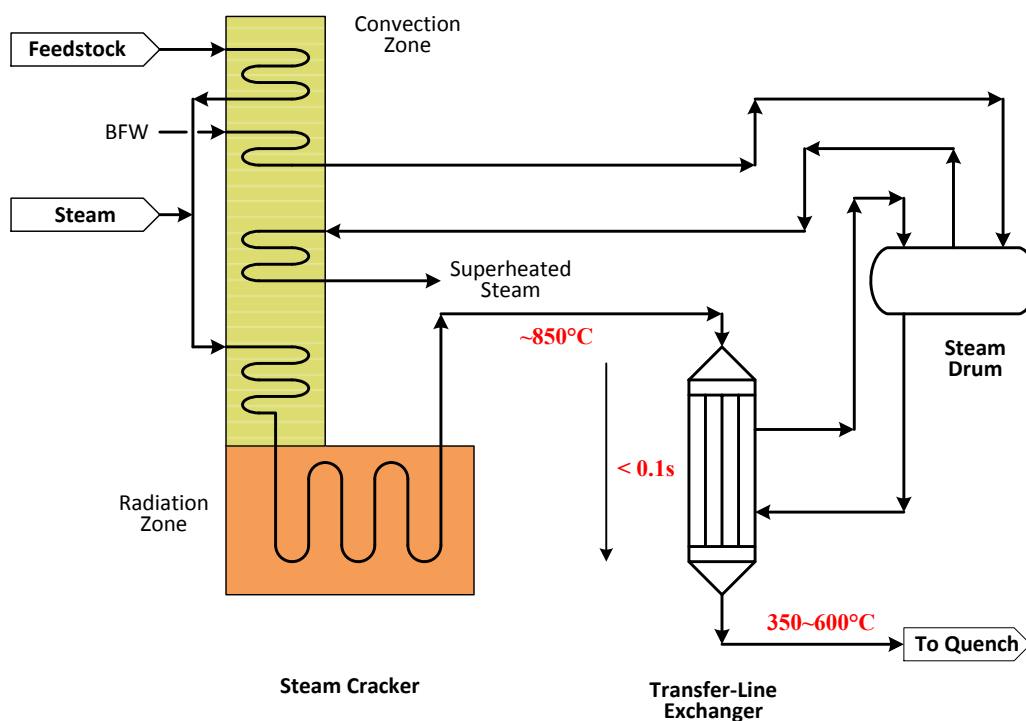 Convection
Zone
Feedstock
BFW
Steam
Superheated
Steam
~850°C
Steam
Drum
< 0.1s
Radiation
Zone
350~600°C
To Quench
Steam Cracker
Transfer-Line
Exchanger